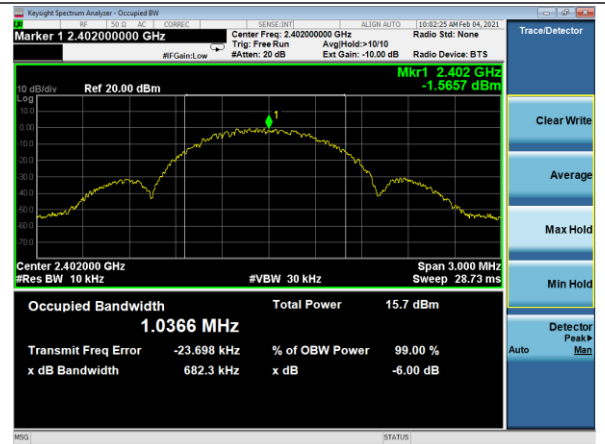 Keysight Spectrum Analyzer - Occupied BW
LXI RF 50 Ω AC CORREC SENSE:INT ALIGN AUTO 10:02:25 AM Feb 04, 2021
Marker 1 2.402000000 GHz
Center Freq: 2.402000000 GHz Radio Std: None
Trig: Free Run Avg|Hold:>10/10
#IFGain:Low #Atten: 20 dB Ext Gain: -10.00 dB Radio Device: BTS
Trace/Detector
Mkr1 2.402 GHz
10 dB/div Ref 20.00 dBm -1.5657 dBm
Log
10.0
0.00
-10.0
-20.0
-30.0
-40.0
-50.0
-60.0
-70.0
1
Center 2.402000 GHz Span 3.000 MHz
#Res BW 10 kHz #VBW 30 kHz Sweep 28.73 ms
Occupied Bandwidth Total Power 15.7 dBm
1.0366 MHz
Transmit Freq Error -23.698 kHz % of OBW Power 99.00 %
x dB Bandwidth 682.3 kHz x dB -6.00 dB
Clear Write
Average
Max Hold
Min Hold
Detector
Peak▶
Auto Man
MSG STATUS